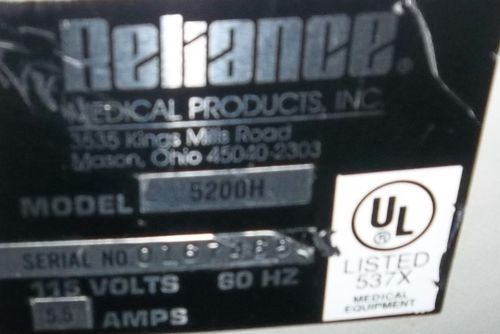 Reliance®
MEDICAL PRODUCTS, INC.
3535 Kings Mills Road
Mason, Ohio 45040-2303
MODEL 5200H
SERIAL NO.
115 VOLTS 60 HZ
5.5 AMPS
UL ®
LISTED
537X
MEDICAL
EQUIPMENT